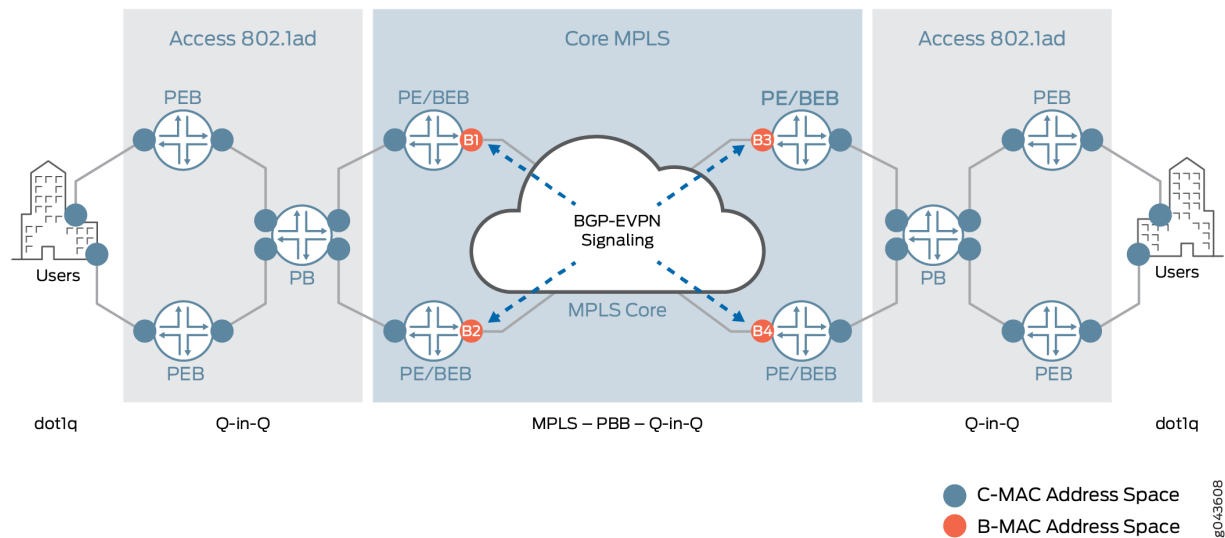 Access 802.1ad
Core MPLS
Access 802.1ad
PEB
PE/BEB
PE/BEB
PEB
B1
B3
BGP-EVPN
Signaling
Users
PB
PB
Users
MPLS Core
B2
B4
PEB
PE/BEB
PE/BEB
PEB
dot1q
Q-in-Q
MPLS – PBB – Q-in-Q
Q-in-Q
dot1q
C-MAC Address Space
B-MAC Address Space
g043608